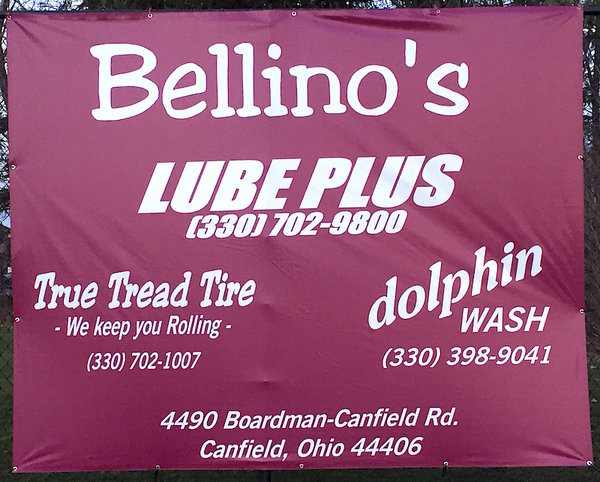 Bellino's
LUBE PLUS
(330) 702-9800
True Tread Tire
- We keep you Rolling -
(330) 702-1007
dolphin
WASH
(330) 398-9041
4490 Boardman-Canfield Rd.
Canfield, Ohio 44406